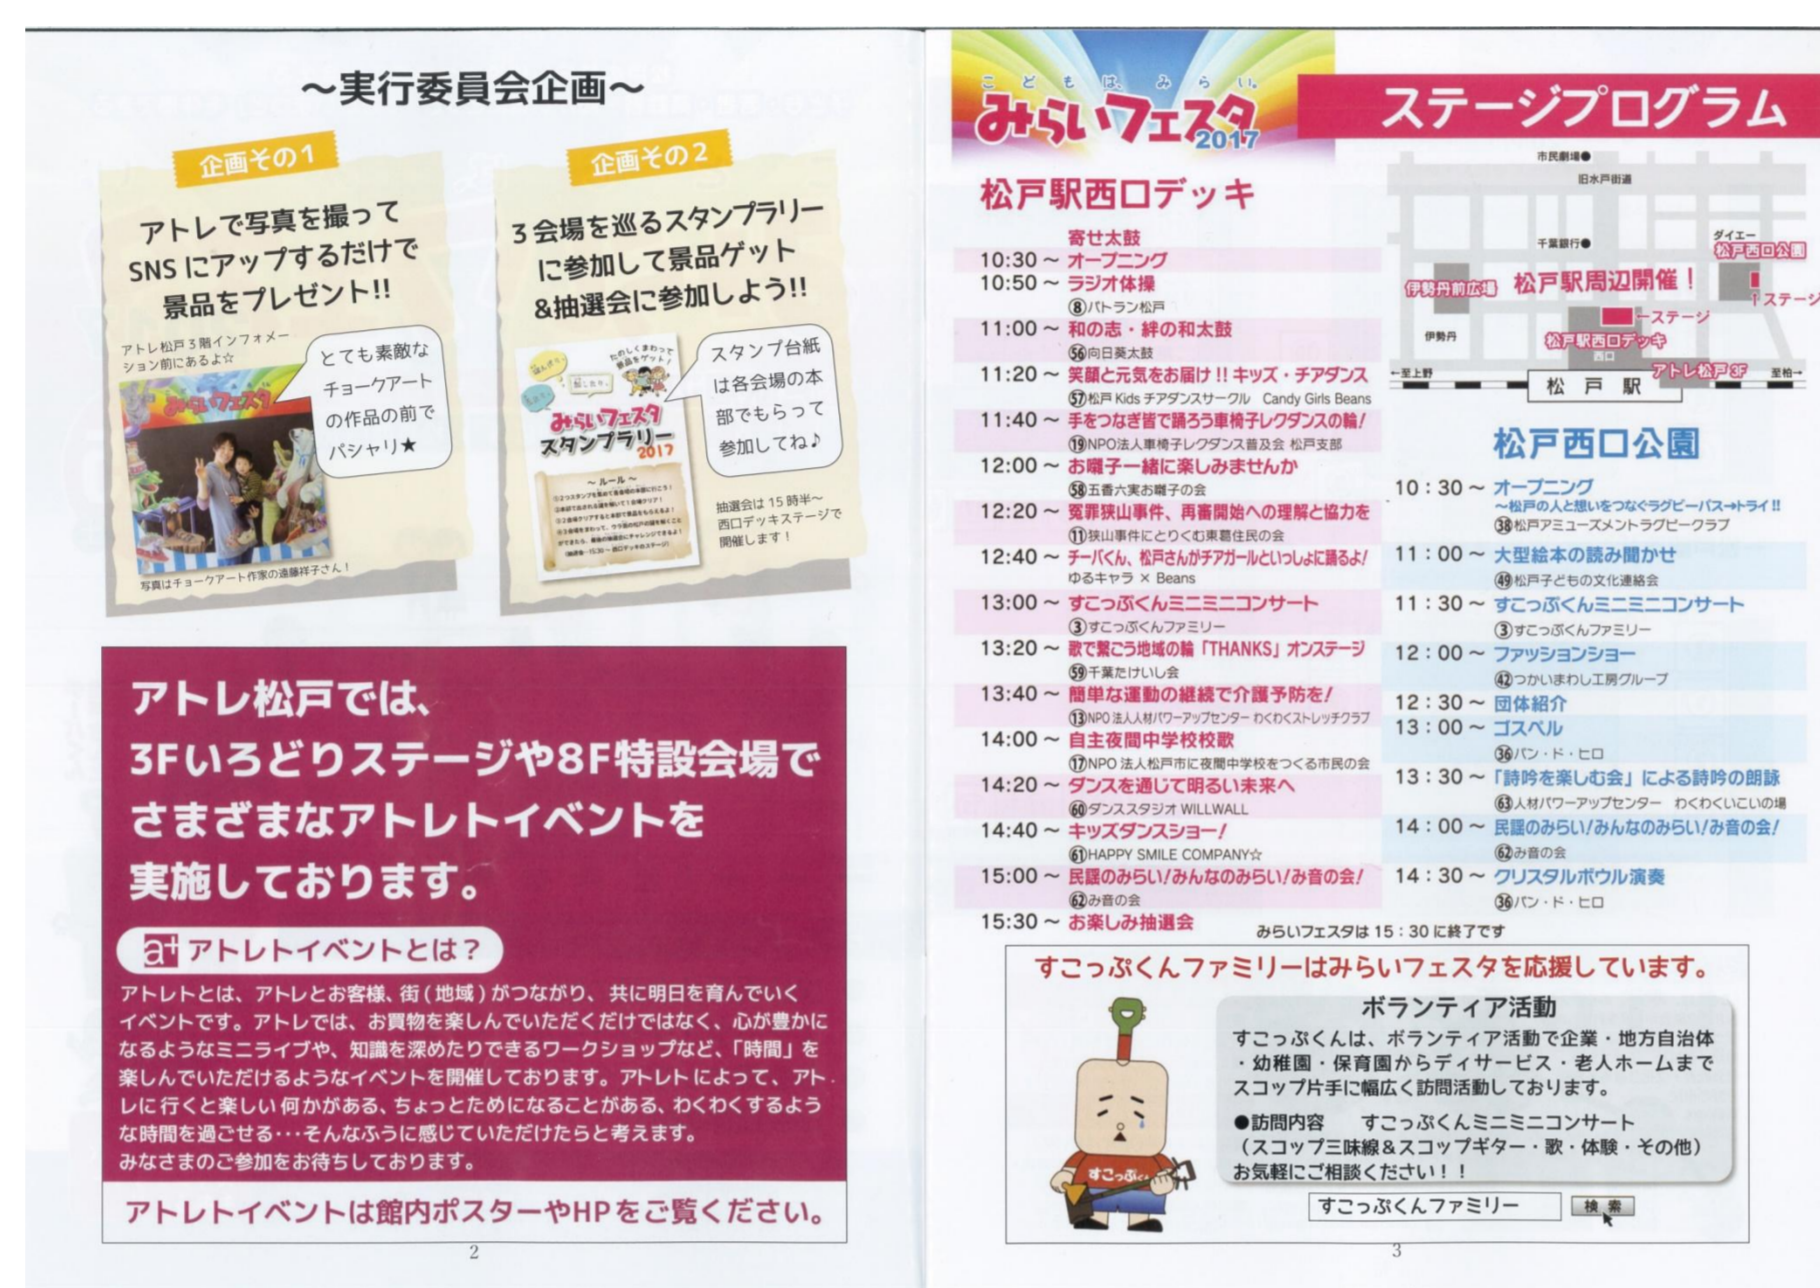 ～実行委員会企画～
企画その1
アトレで写真を撮って
SNSにアップするだけで
景品をプレゼント!!
アトレ松戸3階インフォメー
ション前にあるよ☆
みらいフェスタ
とても素敵な
チョークアート
の作品の前で
パシャリ★
写真はチョークアート作家の遠藤祥子さん！
企画その2
3会場を巡るスタンプラリー
に参加して景品ゲット
&抽選会に参加しよう!!
たのしくまわって
景品をゲット！
みらいフェスタ
スタンプラリー
2017
～ルール～
スタンプ台紙
は各会場の本
部でもらって
参加してね♪
抽選会は15時半～
西口デッキステージで
開催します！
アトレ松戸では、
3Fいろどりステージや8F特設会場で
さまざまなアトレトイベントを
実施しております。
a+ アトレトイベントとは？
アトレトとは、アトレとお客様、街(地域)がつながり、共に明日を育んでいく
イベントです。アトレでは、お買物を楽しんでいただくだけではなく、心が豊かに
なるようなミニライブや、知識を深めたりできるワークショップなど、「時間」を
楽しんでいただけるようなイベントを開催しております。アトレトによって、アト
レに行くと楽しい何かがある、ちょっとためになることがある、わくわくするよう
な時間を過ごせる…そんなふうに感じていただけたらと考えます。
みなさまのご参加をお待ちしております。
アトレトイベントは館内ポスターやHPをご覧ください。
2
こどもは、みらい。
みらいフェスタ
2017
ステージプログラム
松戸駅西口デッキ
寄せ太鼓
10:30～ オープニング
10:50～ ラジオ体操
⑧パトラン松戸
11:00～ 和の志・絆の和太鼓
56向日葵太鼓
11:20～ 笑顔と元気をお届け!! キッズ・チアダンス
57松戸Kidsチアダンスサークル Candy Girls Beans
11:40～ 手をつなぎ皆で踊ろう車椅子レクダンスの輪!
⑲NPO法人車椅子レクダンス普及会 松戸支部
12:00～ お囃子一緒に楽しみませんか
58五香六実お囃子の会
12:20～ 冤罪狭山事件、再審開始への理解と協力を
⑪狭山事件にとりくむ東葛住民の会
12:40～ チーバくん、松戸さんがチアガールといっしょに踊るよ!
ゆるキャラ × Beans
13:00～ すこっぷくんミニミニコンサート
③すこっぷくんファミリー
13:20～ 歌で繋ごう地域の輪「THANKS」オンステージ
59千葉たけいし会
13:40～ 簡単な運動の継続で介護予防を!
⑬NPO法人人材パワーアップセンター わくわくストレッチクラブ
14:00～ 自主夜間中学校校歌
⑰NPO法人松戸市に夜間中学校をつくる市民の会
14:20～ ダンスを通じて明るい未来へ
60ダンススタジオ WILLWALL
14:40～ キッズダンスショー!
61HAPPY SMILE COMPANY☆
15:00～ 民謡のみらい!みんなのみらい!み音の会!
62み音の会
15:30～ お楽しみ抽選会
市民劇場●
旧水戸街道
千葉銀行●
ダイエー
松戸西口公園
伊勢丹前広場
松戸駅周辺開催！
↑ステージ
←ステージ
伊勢丹
松戸駅西口デッキ
西口
アトレ松戸3F
←至上野
至柏→
松戸駅
松戸西口公園
10：30～ オープニング
～松戸の人と想いをつなぐラグビーパス→トライ!!
38松戸アミューズメントラグビークラブ
11：00～ 大型絵本の読み聞かせ
49松戸子どもの文化連絡会
11：30～ すこっぷくんミニミニコンサート
③すこっぷくんファミリー
12：00～ ファッションショー
42つかいまわし工房グループ
12：30～ 団体紹介
13：00～ ゴスペル
36バン・ド・ヒロ
13：30～ 「詩吟を楽しむ会」による詩吟の朗詠
63人材パワーアップセンター わくわくいこいの場
14：00～ 民謡のみらい!みんなのみらい!み音の会!
62み音の会
14：30～ クリスタルボウル演奏
36バン・ド・ヒロ
みらいフェスタは15：30に終了です
すこっぷくんファミリーはみらいフェスタを応援しています。
すこっぷくん
ボランティア活動
すこっぷくんは、ボランティア活動で企業・地方自治体
・幼稚園・保育園からディサービス・老人ホームまで
スコップ片手に幅広く訪問活動しております。
●訪問内容 すこっぷくんミニミニコンサート
（スコップ三味線＆スコップギター・歌・体験・その他）
お気軽にご相談ください！！
すこっぷくんファミリー
検索
3